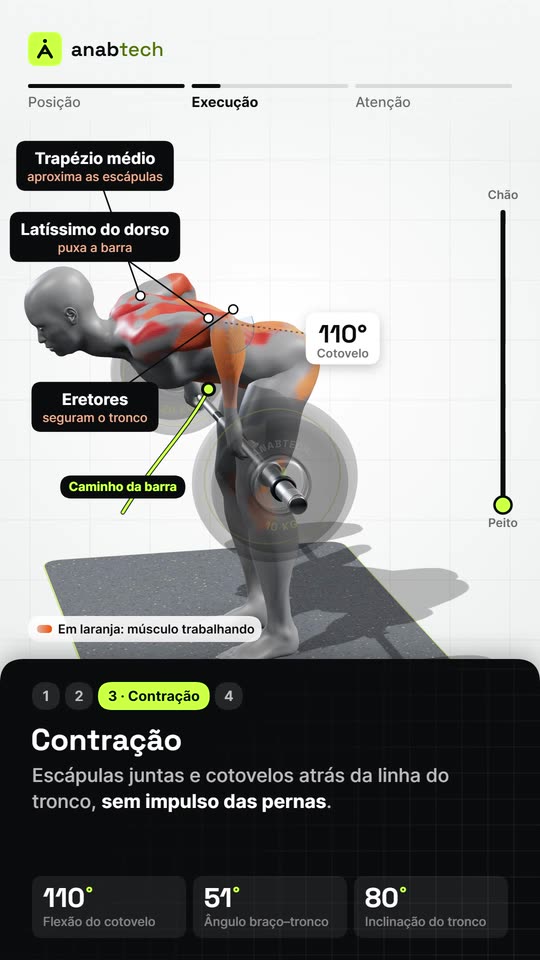 anabtech
Posição
Execução
Atenção
Trapézio médio
aproxima as escápulas
Chão
Latíssimo do dorso
puxa a barra
110°
Cotovelo
Eretores
seguram o tronco
ANABTECH
Caminho da barra
10 KG
Peito
Em laranja: músculo trabalhando
1
2
3 · Contração
4
Contração
Escápulas juntas e cotovelos atrás da linha do
tronco, sem impulso das pernas.
110°
Flexão do cotovelo
51°
Ângulo braço–tronco
80°
Inclinação do tronco